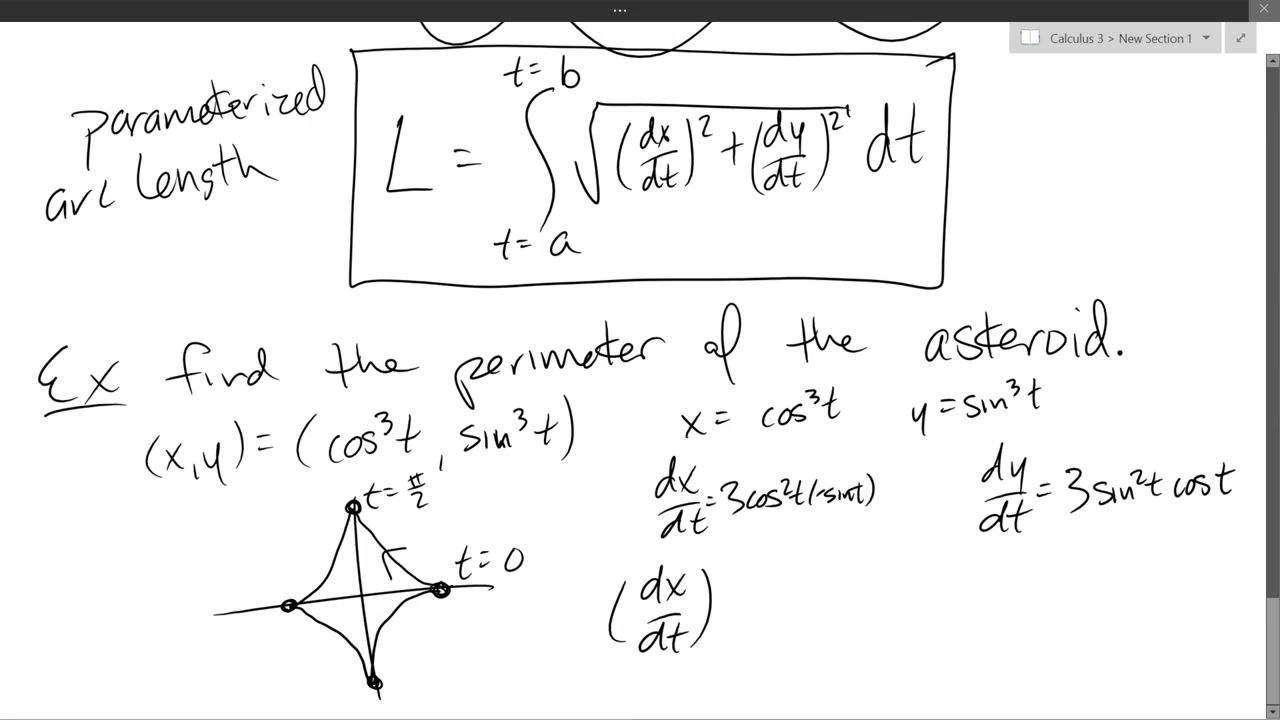 ...
Calculus 3 > New Section 1
parameterized
arc length
L = ∫_{t=a}^{t=b} √((dx/dt)² + (dy/dt)²) dt
Ex find the perimeter of the asteroid.
(x,y) = (cos³t, sin³t)
x = cos³t y = sin³t
dx/dt = 3cos²t(-sint) dy/dt = 3sin²t cost
t = π/2
t = 0
(dx/dt)